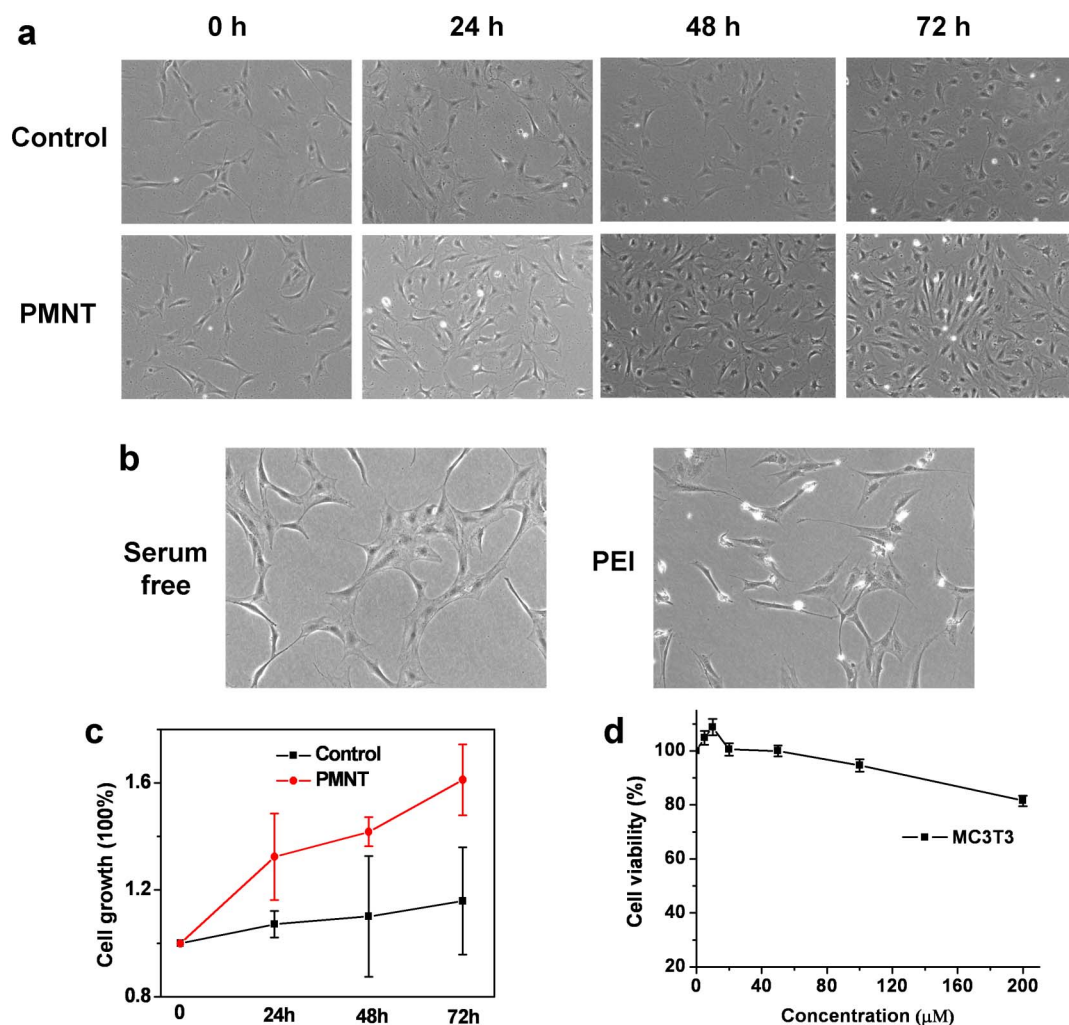 a
0 h 24 h 48 h 72 h
Control
PMNT
b
Serum
free
PEI
c
Control
PMNT
Cell growth (100%)
1.6
1.2
0.8
0 24h 48h 72h
d
Cell viability (%)
100
80
60
40
20
MC3T3
0 40 80 120 160 200
Concentration (μM)